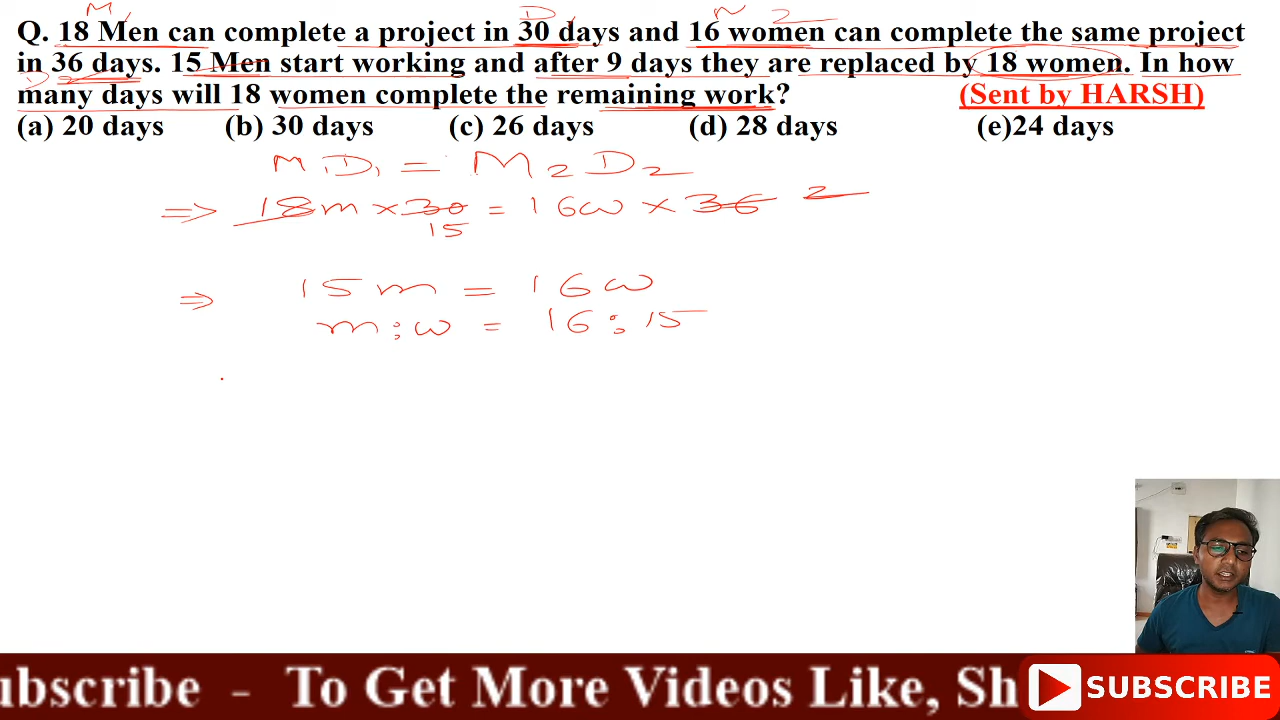 M1 D1 N 2
Q. 18 Men can complete a project in 30 days and 16 women can complete the same project
in 36 days. 15 Men start working and after 9 days they are replaced by 18 women. In how
D2
many days will 18 women complete the remaining work? (Sent by HARSH)
(a) 20 days (b) 30 days (c) 26 days (d) 28 days (e)24 days
M1D1 = M2D2
⇒ 18m × 30 = 16w × 36 2
15
⇒ 15m = 16w
m:w = 16:15
ubscribe - To Get More Videos Like, Sh SUBSCRIBE